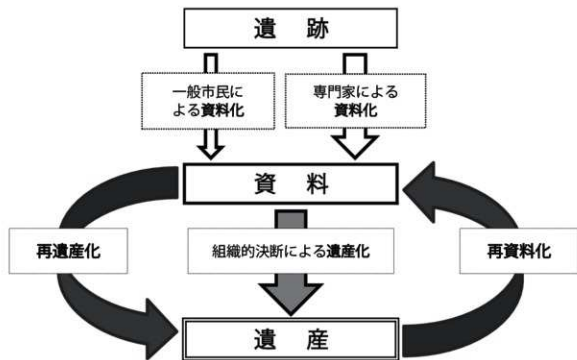 遺 跡
一般市民に
よる資料化
専門家による
資料化
資 料
再遺産化
組織的決断による遺産化
再資料化
遺 産